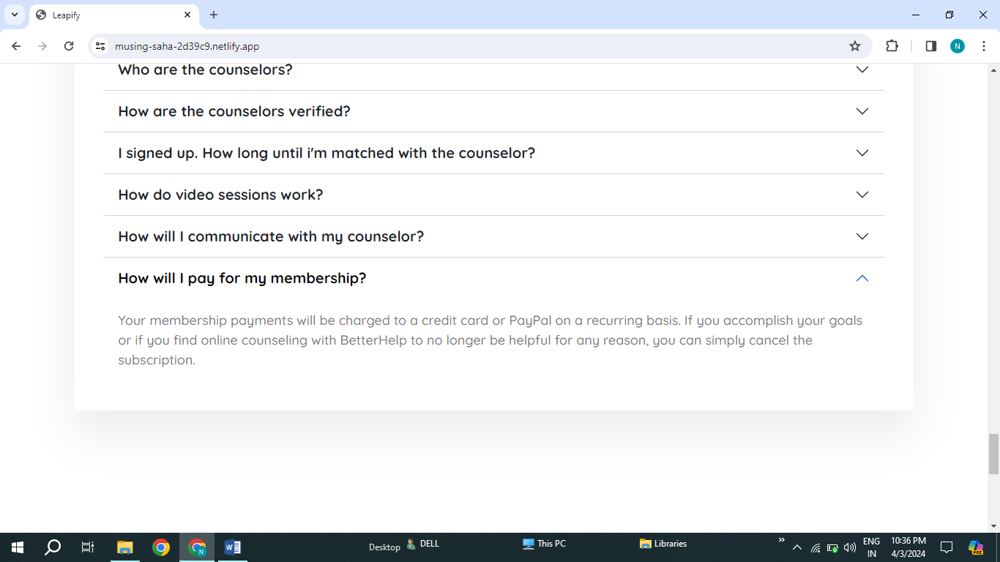 Leapify
musing-saha-2d39c9.netlify.app
N
Who are the counselors?
How are the counselors verified?
I signed up. How long until i'm matched with the counselor?
How do video sessions work?
How will I communicate with my counselor?
How will I pay for my membership?
Your membership payments will be charged to a credit card or PayPal on a recurring basis. If you accomplish your goals
or if you find online counseling with BetterHelp to no longer be helpful for any reason, you can simply cancel the
subscription.
Desktop
DELL
This PC
Libraries
ENG
IN
10:36 PM
4/3/2024
N
W
PRE